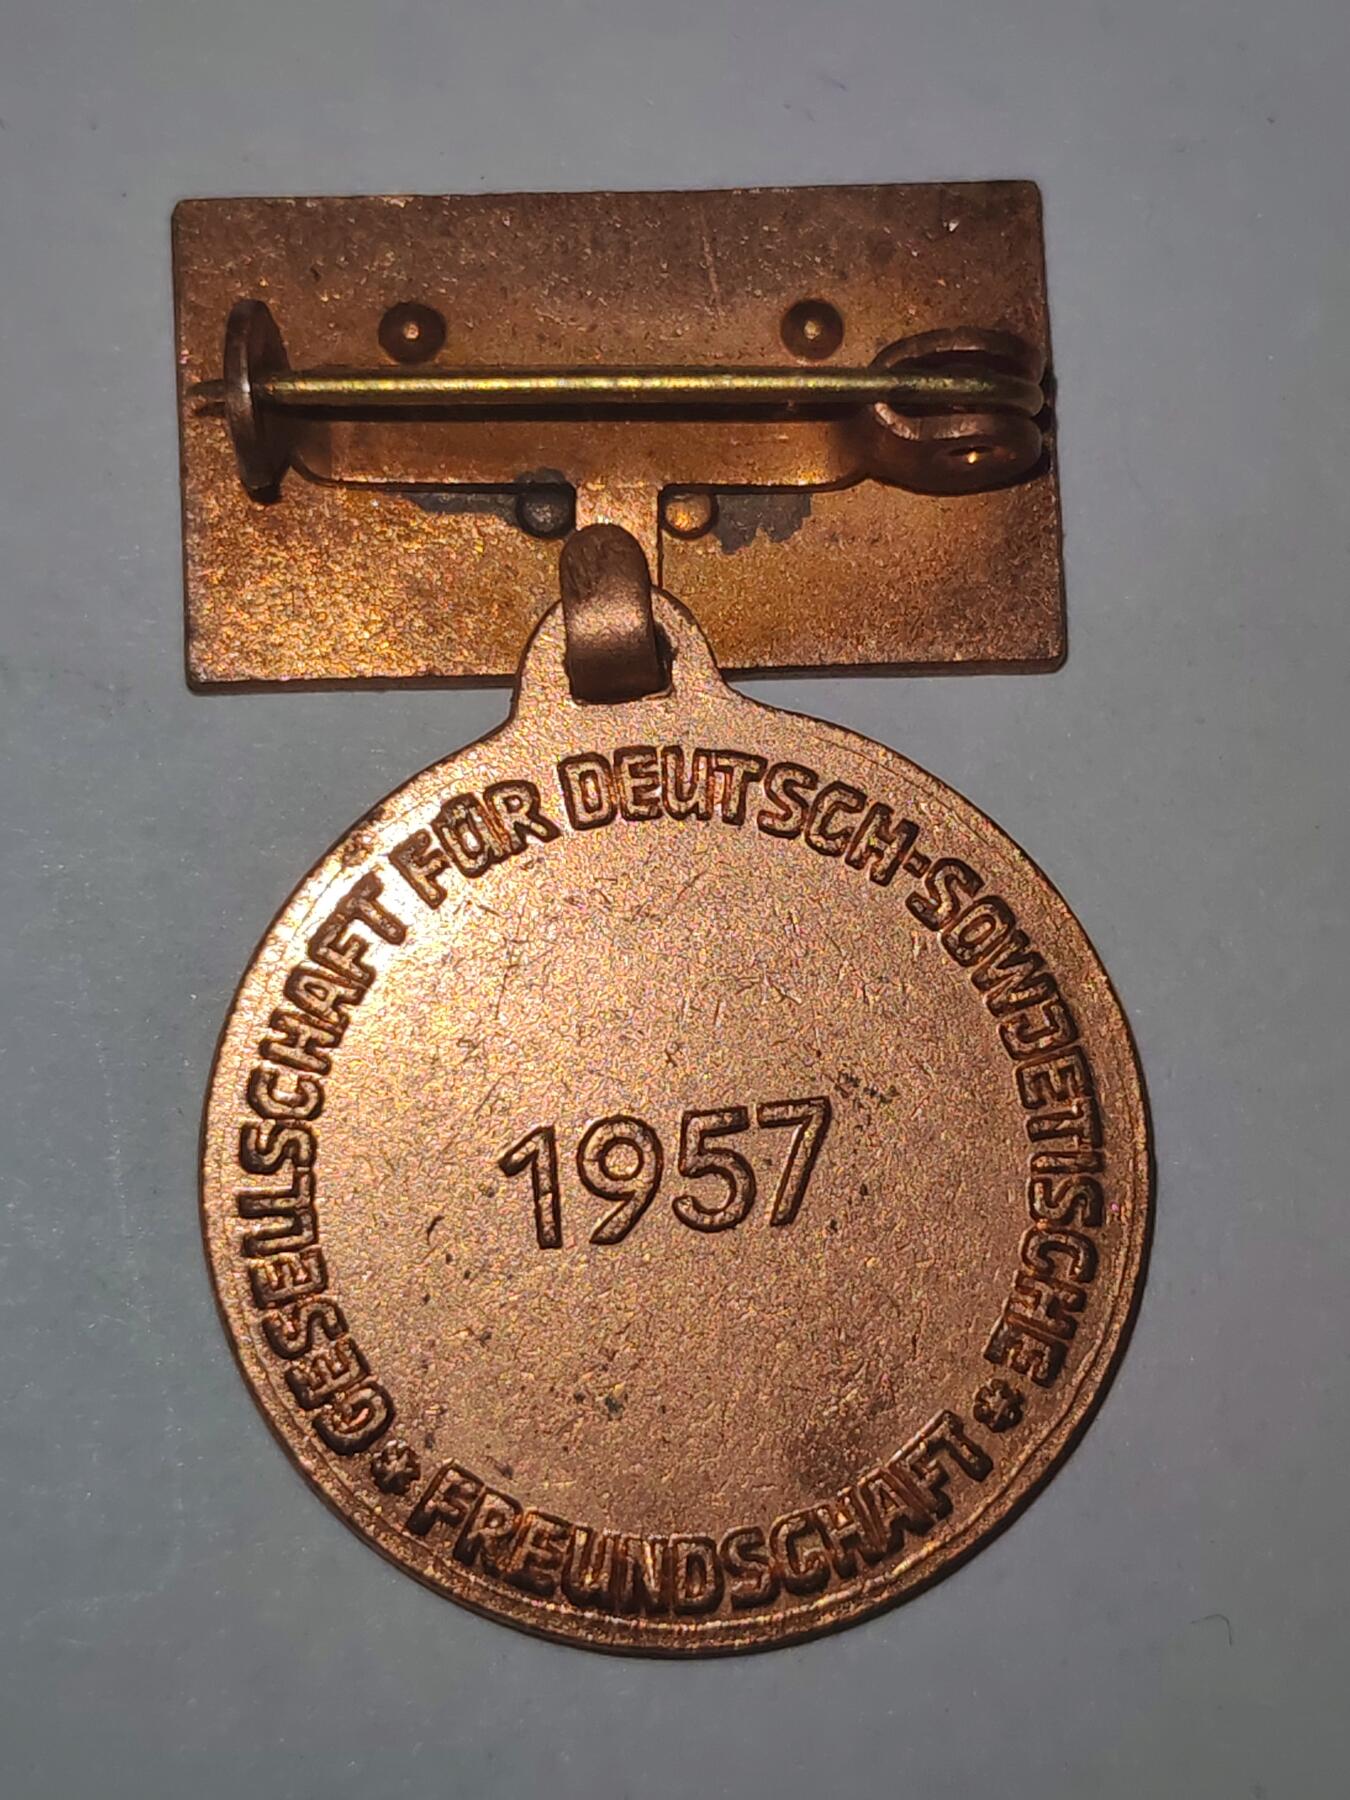 GESELLSCHAFT FÜR DEUTSCH-SOWJETISCHE
FREUNDSCHAFT
1957